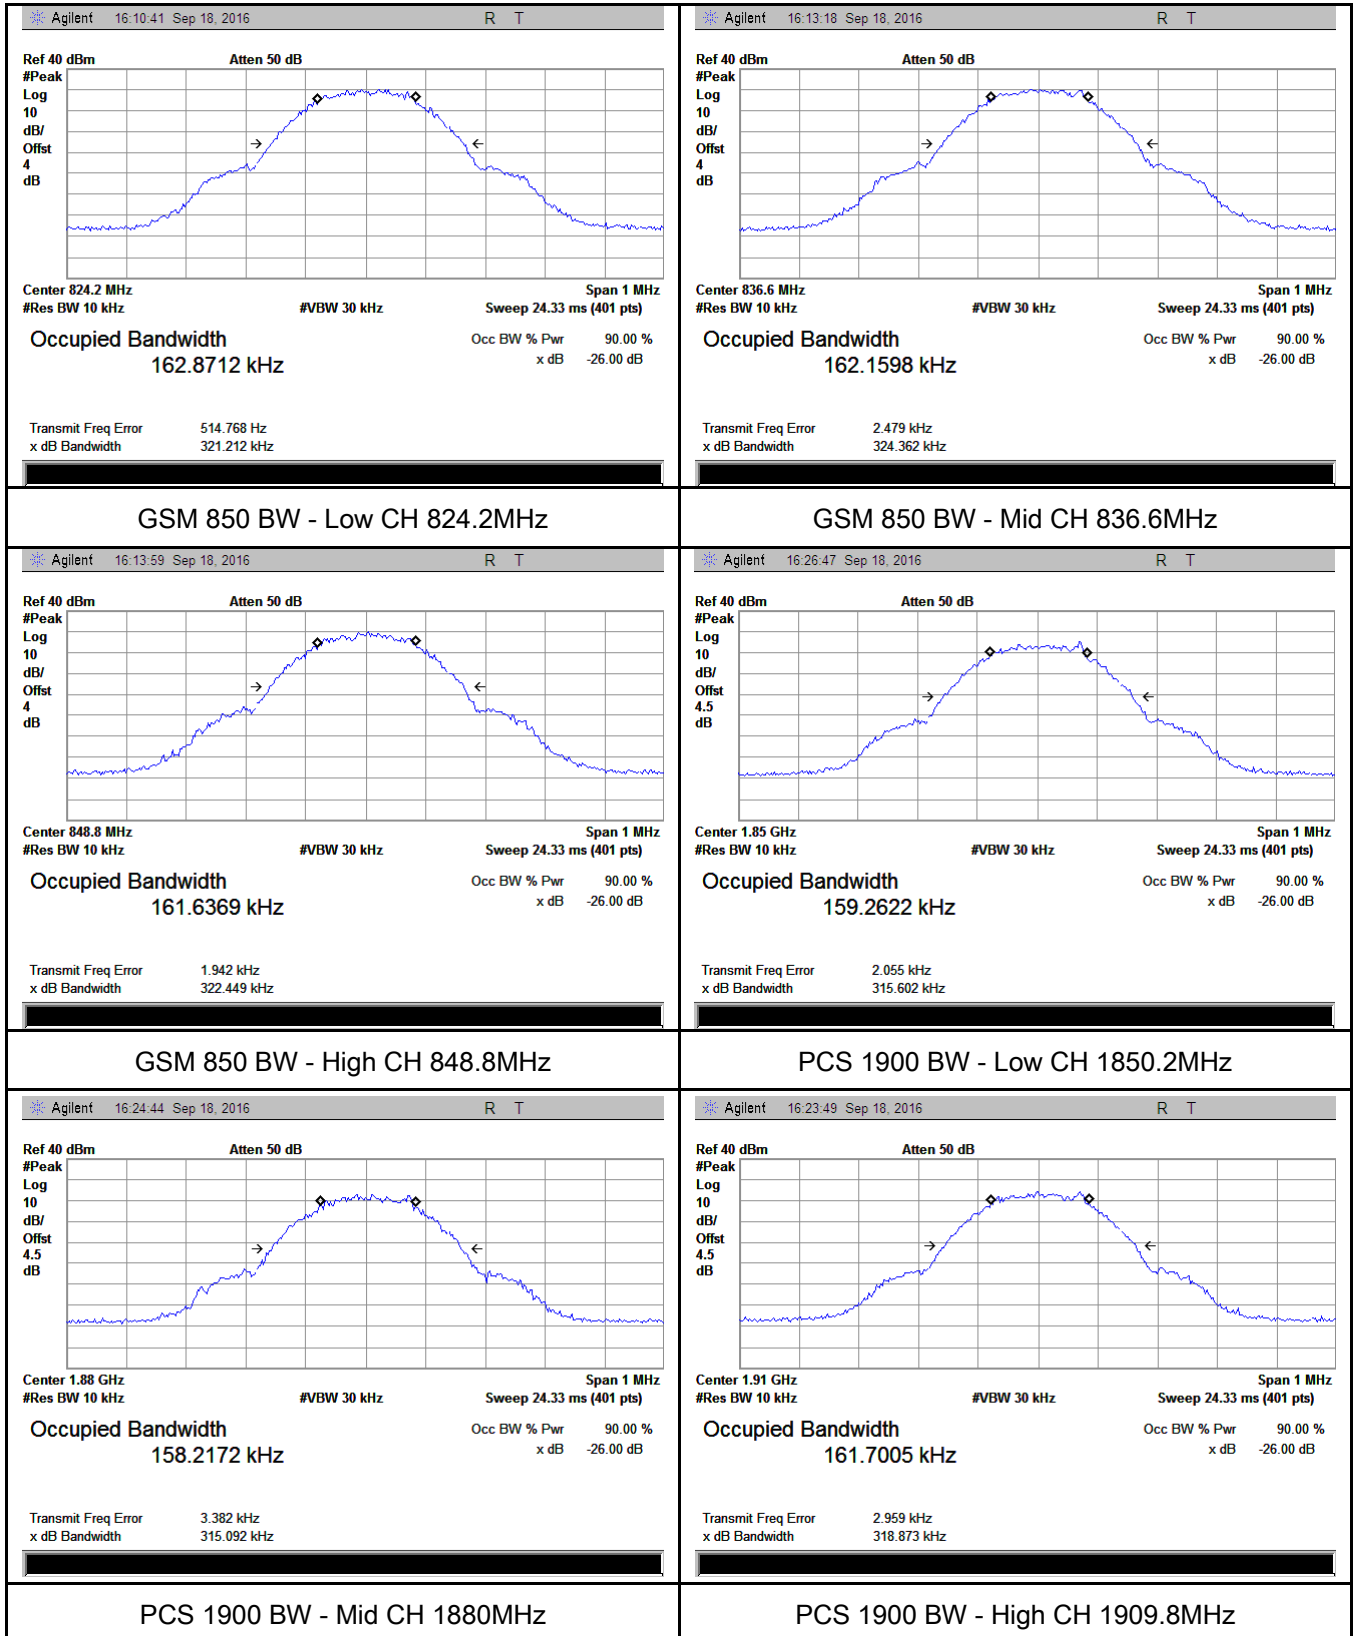 Agilent 16:10:41 Sep 18, 2016 R T
Ref 40 dBm Atten 50 dB
#Peak
Log
10
dB/
Offst
4
dB
Center 824.2 MHz Span 1 MHz
#Res BW 10 kHz #VBW 30 kHz Sweep 24.33 ms (401 pts)
Occupied Bandwidth Occ BW % Pwr 90.00 %
162.8712 kHz x dB -26.00 dB
Transmit Freq Error 514.768 Hz
x dB Bandwidth 321.212 kHz
GSM 850 BW - Low CH 824.2MHz
Agilent 16:13:18 Sep 18, 2016 R T
Ref 40 dBm Atten 50 dB
#Peak
Log
10
dB/
Offst
4
dB
Center 836.6 MHz Span 1 MHz
#Res BW 10 kHz #VBW 30 kHz Sweep 24.33 ms (401 pts)
Occupied Bandwidth Occ BW % Pwr 90.00 %
162.1598 kHz x dB -26.00 dB
Transmit Freq Error 2.479 kHz
x dB Bandwidth 324.362 kHz
GSM 850 BW - Mid CH 836.6MHz
Agilent 16:13:59 Sep 18, 2016 R T
Ref 40 dBm Atten 50 dB
#Peak
Log
10
dB/
Offst
4
dB
Center 848.8 MHz Span 1 MHz
#Res BW 10 kHz #VBW 30 kHz Sweep 24.33 ms (401 pts)
Occupied Bandwidth Occ BW % Pwr 90.00 %
161.6369 kHz x dB -26.00 dB
Transmit Freq Error 1.942 kHz
x dB Bandwidth 322.449 kHz
GSM 850 BW - High CH 848.8MHz
Agilent 16:26:47 Sep 18, 2016 R T
Ref 40 dBm Atten 50 dB
#Peak
Log
10
dB/
Offst
4.5
dB
Center 1.85 GHz Span 1 MHz
#Res BW 10 kHz #VBW 30 kHz Sweep 24.33 ms (401 pts)
Occupied Bandwidth Occ BW % Pwr 90.00 %
159.2622 kHz x dB -26.00 dB
Transmit Freq Error 2.055 kHz
x dB Bandwidth 315.602 kHz
PCS 1900 BW - Low CH 1850.2MHz
Agilent 16:24:44 Sep 18, 2016 R T
Ref 40 dBm Atten 50 dB
#Peak
Log
10
dB/
Offst
4.5
dB
Center 1.88 GHz Span 1 MHz
#Res BW 10 kHz #VBW 30 kHz Sweep 24.33 ms (401 pts)
Occupied Bandwidth Occ BW % Pwr 90.00 %
158.2172 kHz x dB -26.00 dB
Transmit Freq Error 3.382 kHz
x dB Bandwidth 315.092 kHz
PCS 1900 BW - Mid CH 1880MHz
Agilent 16:23:49 Sep 18, 2016 R T
Ref 40 dBm Atten 50 dB
#Peak
Log
10
dB/
Offst
4.5
dB
Center 1.91 GHz Span 1 MHz
#Res BW 10 kHz #VBW 30 kHz Sweep 24.33 ms (401 pts)
Occupied Bandwidth Occ BW % Pwr 90.00 %
161.7005 kHz x dB -26.00 dB
Transmit Freq Error 2.959 kHz
x dB Bandwidth 318.873 kHz
PCS 1900 BW - High CH 1909.8MHz